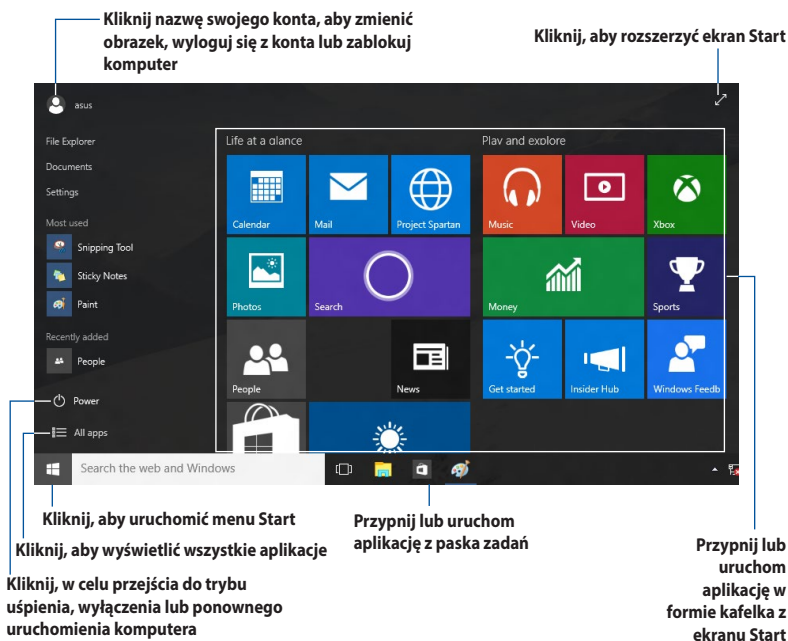 Kliknij nazwę swojego konta, aby zmienić
obrazek, wyloguj się z konta lub zablokuj
komputer
Kliknij, aby rozszerzyć ekran Start
asus
File Explorer
Documents
Settings
Most used
Snipping Tool
Sticky Notes
Paint
Recently added
People
Power
All apps
Life at a glance
Play and explore
Calendar
Mail
Project Spartan
Music
Video
Xbox
Photos
Search
Money
Sports
People
News
Get started
Insider Hub
Windows Feedb
Search the web and Windows
Kliknij, aby uruchomić menu Start
Kliknij, aby wyświetlić wszystkie aplikacje
Kliknij, w celu przejścia do trybu
uśpienia, wyłączenia lub ponownego
uruchomienia komputera
Przypnij lub uruchom
aplikację z paska zadań
Przypnij lub
uruchom
aplikację w
formie kafelka z
ekranu Start